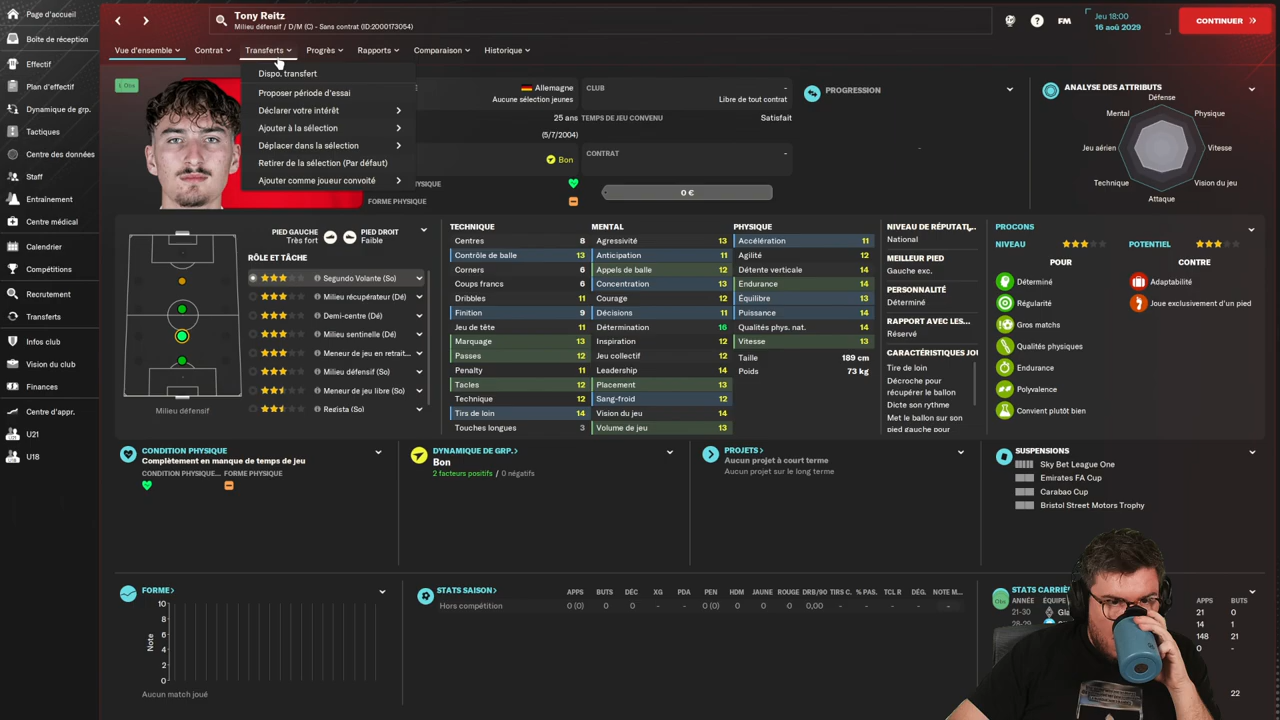 Page d'accueil
Boîte de réception
Effectif
Plan d'effectif
Dynamique de grp.
Tactiques
Centre des données
Staff
Entraînement
Centre médical
Calendrier
Compétitions
Recrutement
Transferts
Infos club
Vision du club
Finances
Centre d'appr.
U21
U18
Tony Reitz
Milieu défensif / D/M (C) - Sans contrat (ID:2000173054)
FM
Jeu 18:00
16 aoû 2029
CONTINUER
Vue d'ensemble
Contrat
Transferts
Progrès
Rapports
Comparaison
Historique
Dispo. transfert
Proposer période d'essai
Déclarer votre intérêt
Ajouter à la sélection
Déplacer dans la sélection
Retirer de la sélection (Par défaut)
Ajouter comme joueur convoité
Allemagne
Aucune sélection jeunes
25 ans
(5/7/2004)
Bon
FORME PHYSIQUE
CLUB
-
Libre de tout contrat
TEMPS DE JEU CONVENU
Satisfait
CONTRAT
-
0 €
PROGRESSION
-
ANALYSE DES ATTRIBUTS
Défense
Mental
Physique
Jeu aérien
Vitesse
Technique
Vision du jeu
Attaque
PIED GAUCHE
Très fort
PIED DROIT
Faible
RÔLE ET TÂCHE
Segundo Volante (So)
Milieu récupérateur (Dé)
Demi-centre (Dé)
Milieu sentinelle (Dé)
Meneur de jeu en retrait...
Milieu défensif (So)
Meneur de jeu libre (So)
Regista (So)
Milieu défensif
TECHNIQUE
Centres 8
Contrôle de balle 13
Corners 6
Coups francs 6
Dribles 11
Finition 9
Jeu de tête 11
Marquage 13
Passes 12
Penalty 11
Tacles 12
Technique 12
Tirs de loin 14
Touches longues 3
MENTAL
Agressivité 13
Anticipation 11
Appels de balle 12
Concentration 13
Courage 12
Décisions 11
Détermination 16
Inspiration 12
Jeu collectif 12
Leadership 14
Placement 13
Sang-froid 12
Vision du jeu 14
Volume de jeu 13
PHYSIQUE
Accélération 11
Agilité 12
Détente verticale 14
Endurance 14
Équilibre 13
Puissance 14
Qualités phys. nat. 14
Vitesse 13
Taille 189 cm
Poids 73 kg
NIVEAU DE RÉPUTAT...
National
MEILLEUR PIED
Gauche exc.
PERSONNALITÉ
Déterminé
RAPPORT AVEC LES...
Réservé
CARACTÉRISTIQUES JOU
Tire de loin
Décroche pour
récupérer le ballon
Dicte son rythme
Met le ballon sur son
pied gauche pour
PROCONS
NIVEAU
POTENTIEL
POUR
Déterminé
Régularité
Gros matchs
Qualités physiques
Endurance
Polyvalence
Convient plutôt bien
CONTRE
Adaptabilité
Joue exclusivement d'un pied
CONDITION PHYSIQUE
Complètement en manque de temps de jeu
CONDITION PHYSIQUE... FORME PHYSIQUE
DYNAMIQUE DE GRP.
Bon
2 facteurs positifs / 0 négatifs
PROJETS
Aucun projet à court terme
Aucun projet sur le long terme
SUSPENSIONS
Sky Bet League One
Emirates FA Cup
Carabao Cup
Bristol Street Motors Trophy
FORME
Note
10
8
6
4
2
0
Aucun match joué
STATS SAISON
APPS BUTS DÉC XG PDA PEN HDM JAUNE ROUGE DRB/90 TIRS C. % PAS. TCL R DÉG. NOTE M...
Hors compétition 0 (0) 0 0 - - 0 (0) 0 0 0 0,00 - - - - -
STATS CARRIÈ
ANNÉE ÉQUIPE APPS BUTS
21-30 21 0
28-29 14 1
148 21
0 -
22